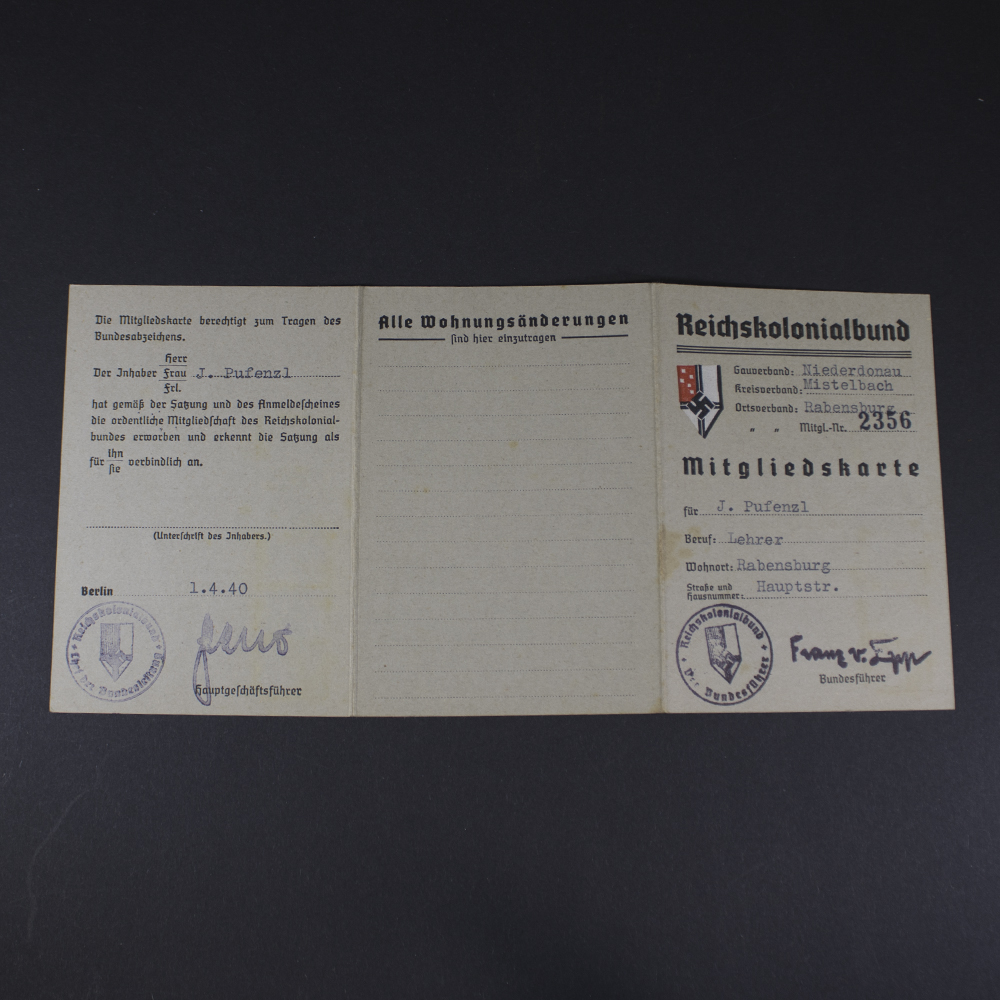 Die Mitgliedskarte berechtigt zum Tragen des
Bundesabzeichens.
Herr
Der Inhaber Frau J. Pufenzl
Frl.
hat gemäß der Satzung und des Anmeldescheines
die ordentliche Mitgliedschaft des Reichskolonial-
bundes erworben und erkennt die Satzung als
für ihn
sie verbindlich an.
(Unterschrift des Inhabers.)
Berlin 1.4.40
Reichskolonialbund
Hauptgeschäftsführer
Alle Wohnungsänderungen
sind hier einzutragen
Reichskolonialbund
Gauverband: Niederdonau
Kreisverband: Mistelbach
Ortsverband: Rabensburg
" " Mitgl.-Nr. 2356
Mitgliedskarte
für J. Pufenzl
Beruf: Lehrer
Wohnort: Rabensburg
Straße und
Hausnummer: Hauptstr.
Reichskolonialbund
Der Bundesführer
Franz v. Epp
Bundesführer